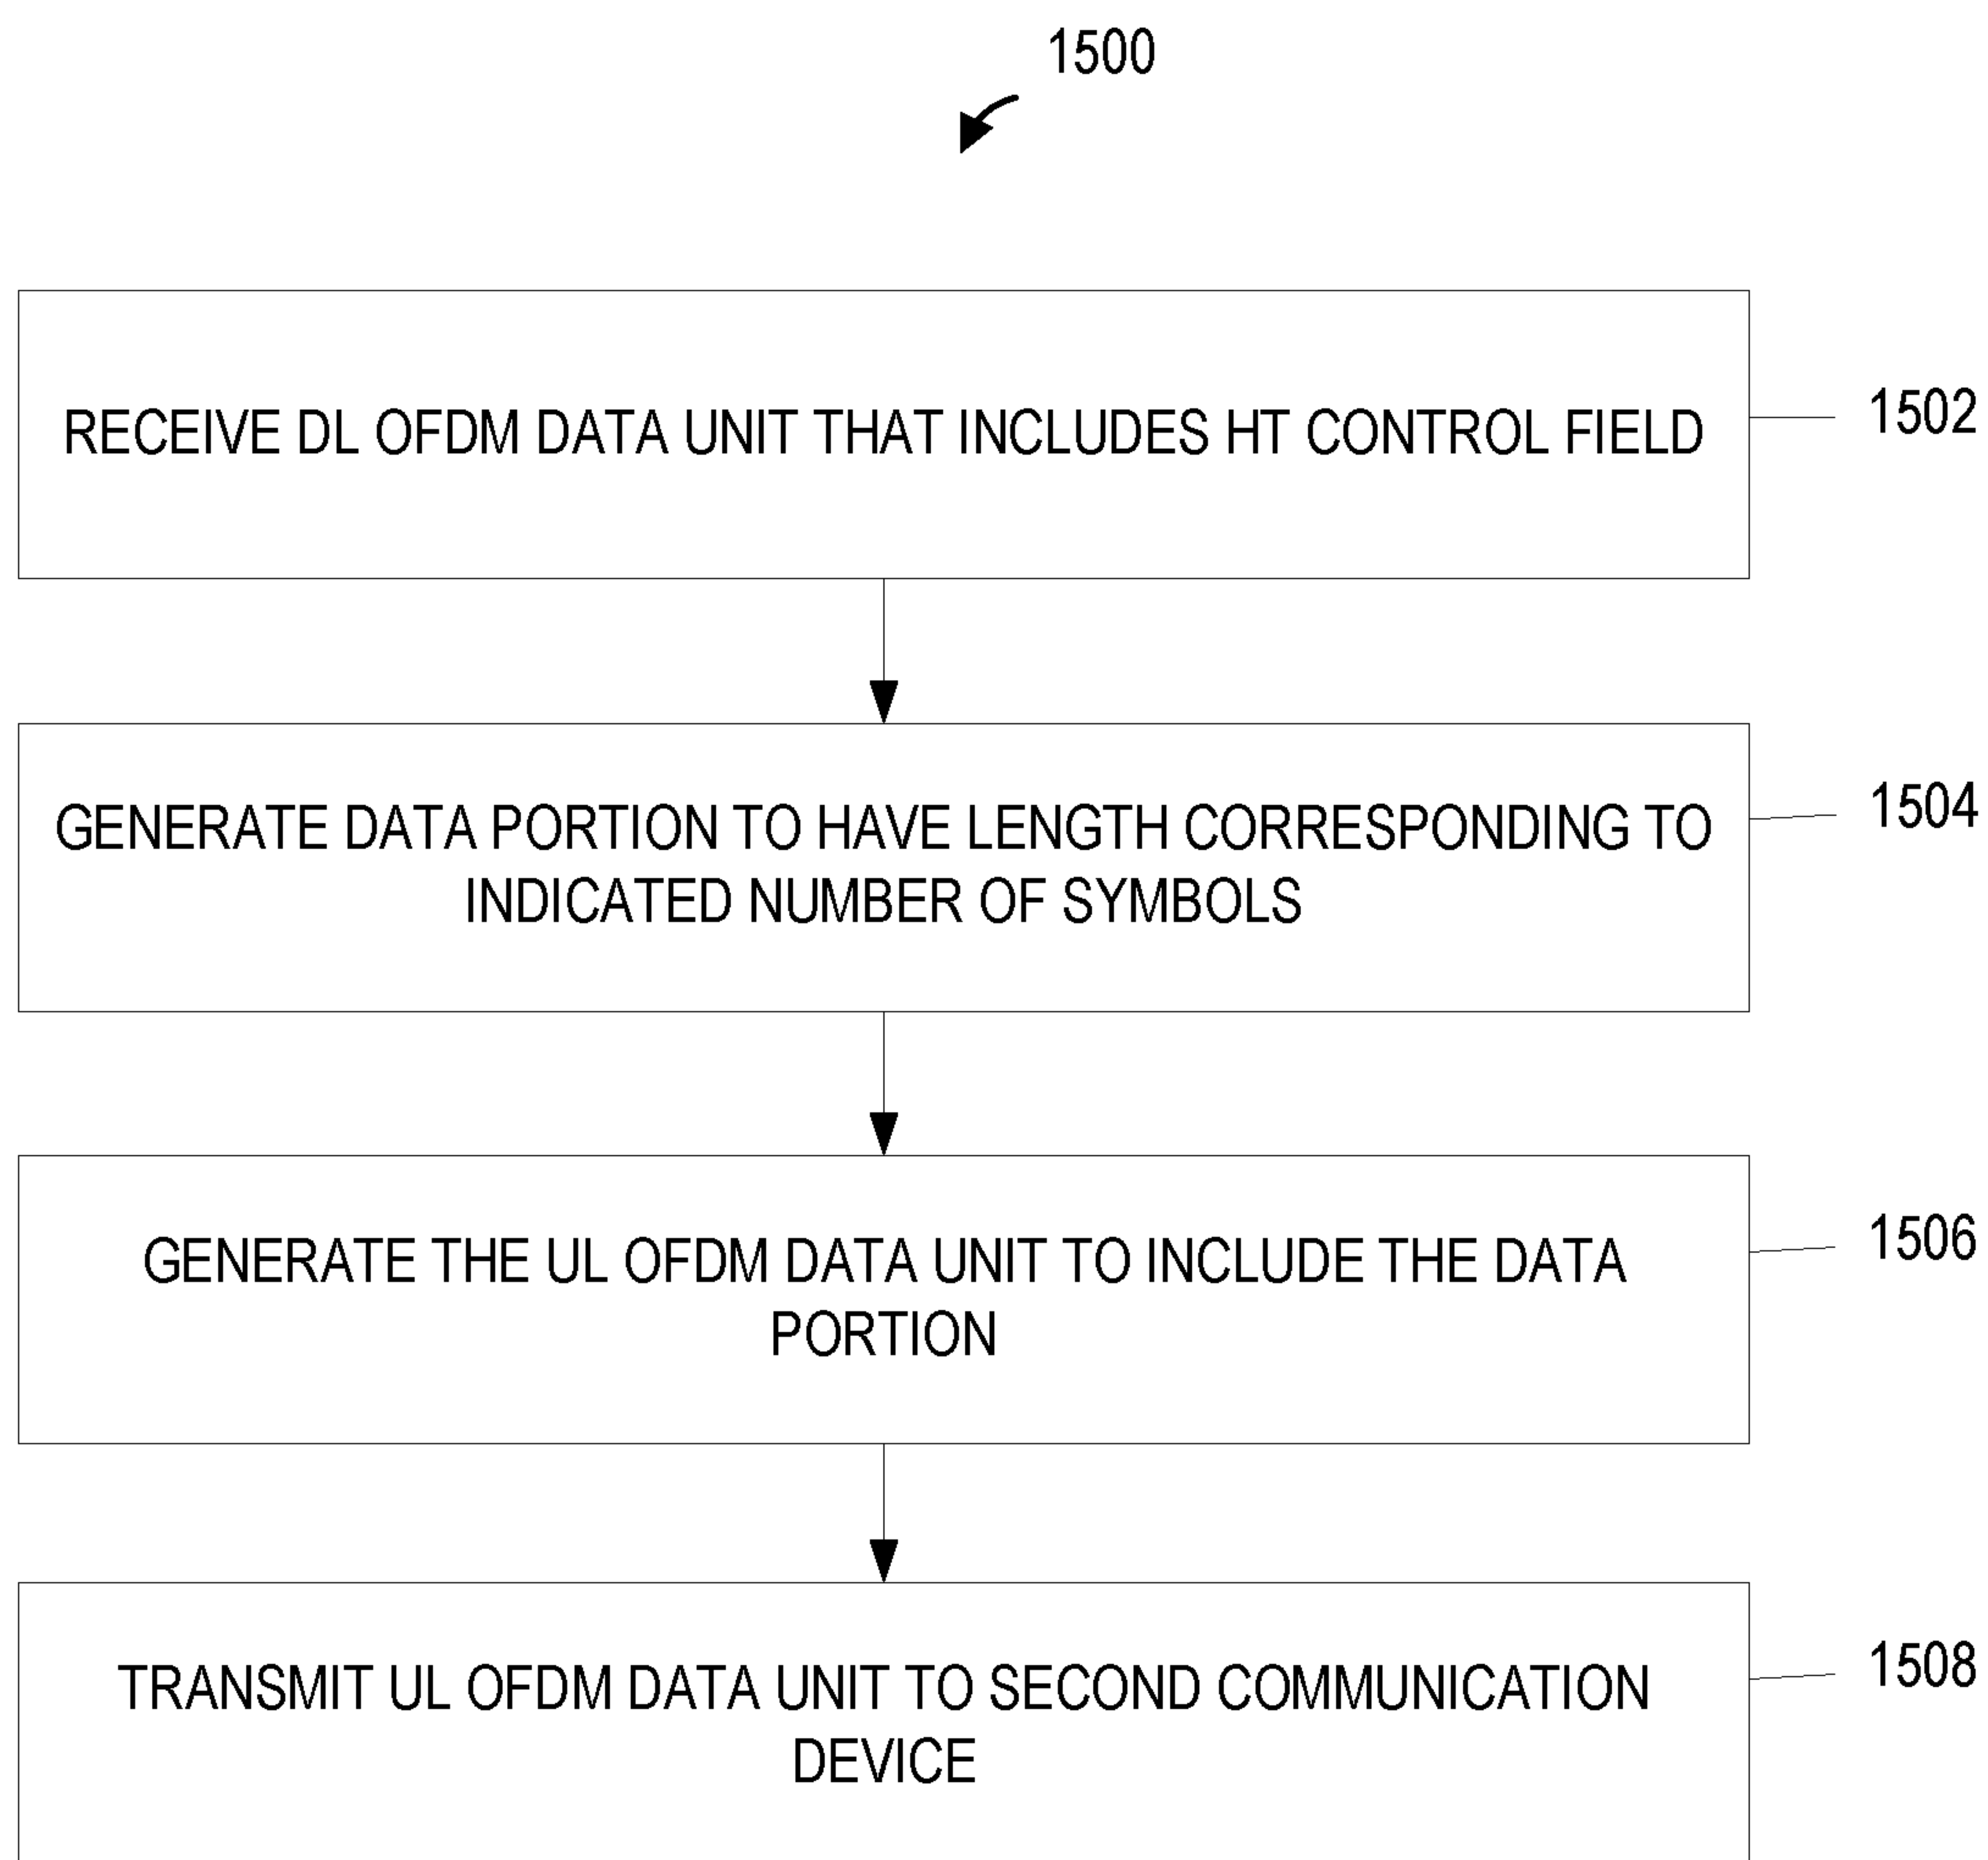 1500
RECEIVE DL OFDM DATA UNIT THAT INCLUDES HT CONTROL FIELD
1502
GENERATE DATA PORTION TO HAVE LENGTH CORRESPONDING TO
INDICATED NUMBER OF SYMBOLS
1504
GENERATE THE UL OFDM DATA UNIT TO INCLUDE THE DATA
PORTION
1506
TRANSMIT UL OFDM DATA UNIT TO SECOND COMMUNICATION
DEVICE
1508